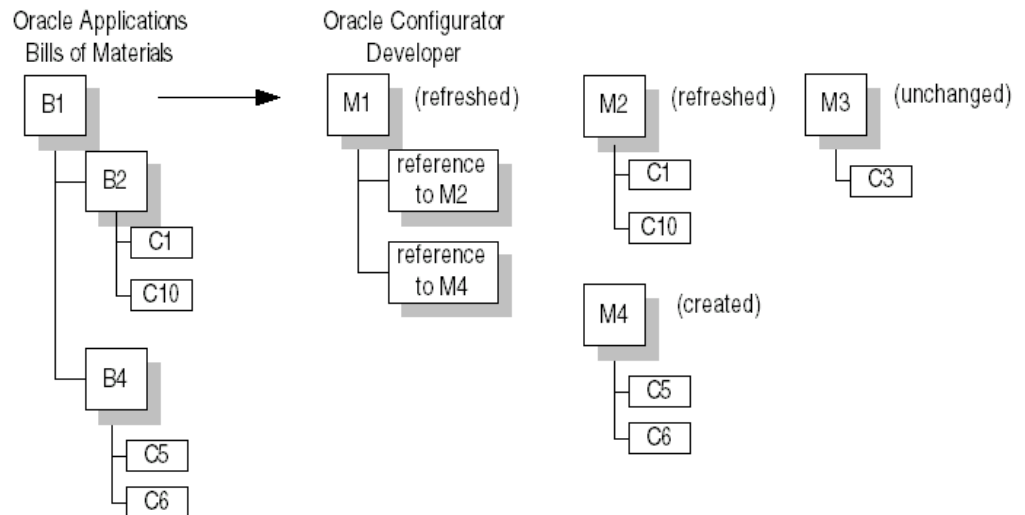 Oracle Applications
Bills of Materials
B1
B2
C1
C10
B4
C5
C6
Oracle Configurator
Developer
M1 (refreshed)
reference
to M2
reference
to M4
M2 (refreshed)
C1
C10
M4 (created)
C5
C6
M3 (unchanged)
C3